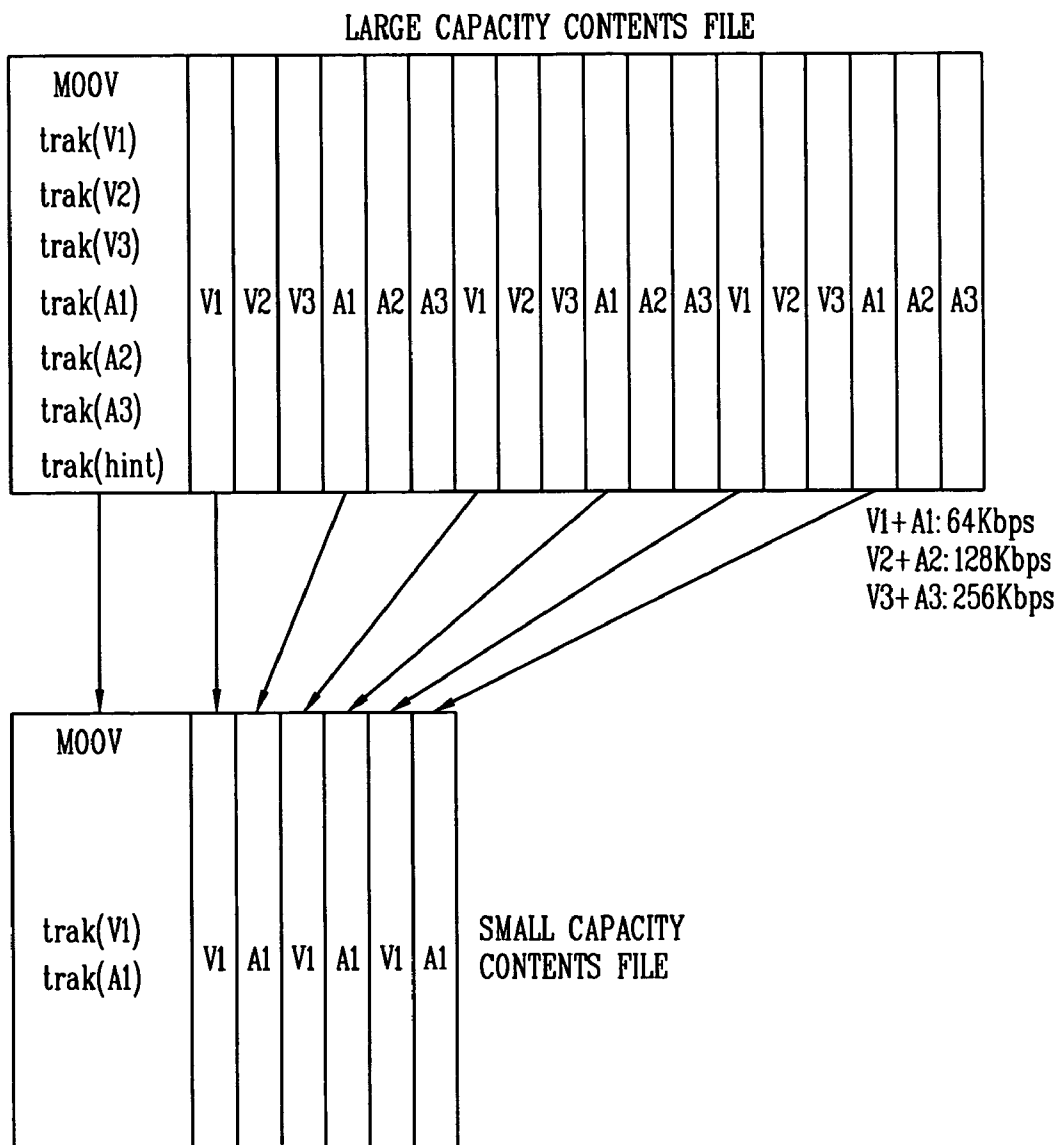 LARGE CAPACITY CONTENTS FILE
MOOV
trak(V1)
trak(V2)
trak(V3)
trak(A1)
trak(A2)
trak(A3)
trak(hint)
V1 V2 V3 A1 A2 A3 V1 V2 V3 A1 A2 A3 V1 V2 V3 A1 A2 A3
V1+A1: 64Kbps
V2+A2: 128Kbps
V3+A3: 256Kbps
MOOV
trak(V1)
trak(A1)
V1 A1 V1 A1 V1 A1
SMALL CAPACITY
CONTENTS FILE